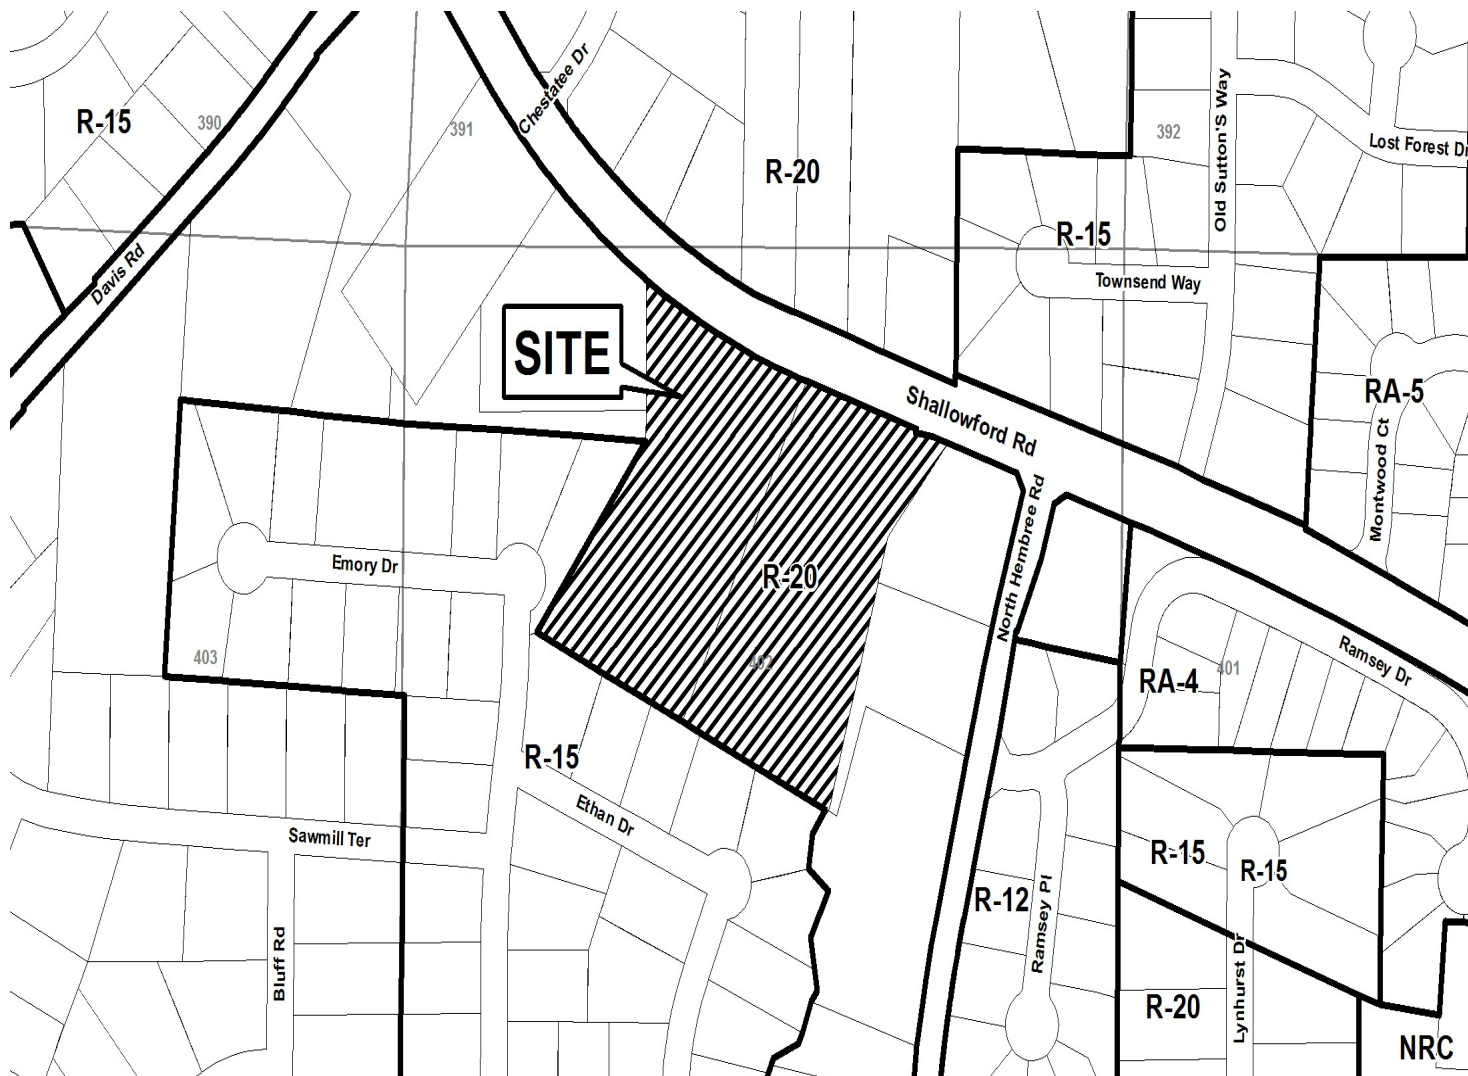 Chestatee Dr
R-15
390
391
392
Old Sutton'S Way
Lost Forest Dr
R-20
R-15
Davis Rd
Townsend Way
SITE
RA-5
Shallowford Rd
Montwood Ct
North Hembree Rd
Emory Dr
R-20
403
402
401
Ramsey Dr
RA-4
R-15
Ethan Dr
Sawmill Ter
R-15
R-15
R-12
Ramsey Pl
Bluff Rd
Lynhurst Dr
R-20
NRC